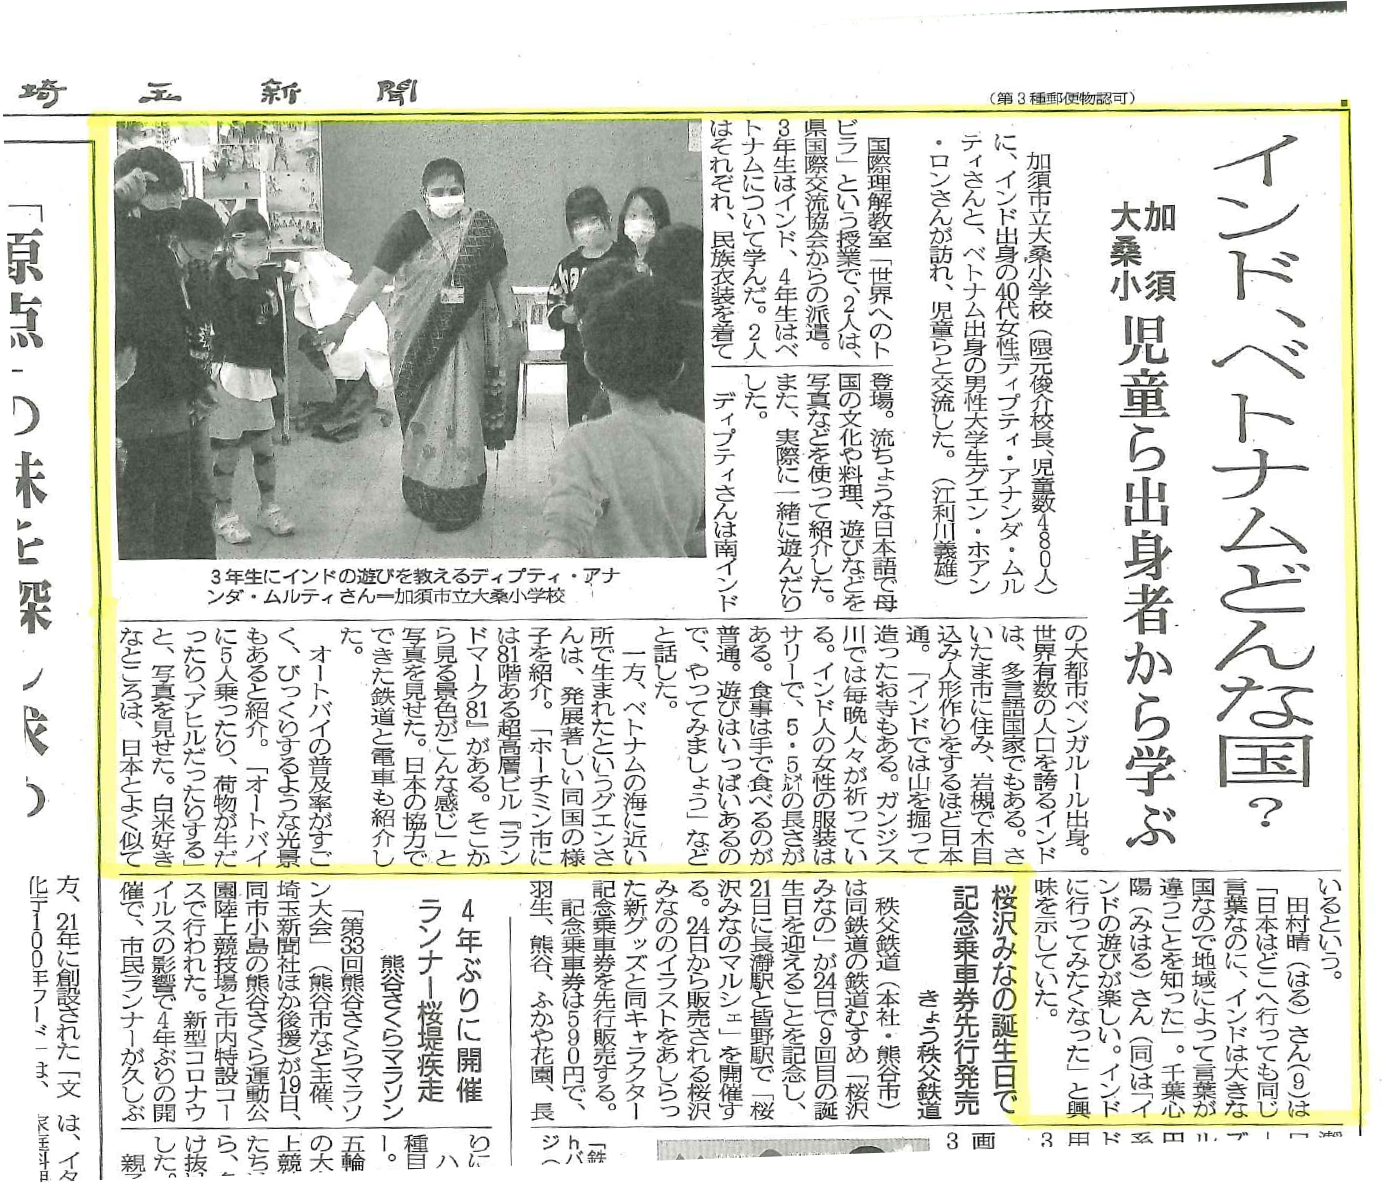 埼玉新聞
（第３種郵便物認可）
インド、ベトナムどんな国？
加須
大桑小
児童ら出身者から学ぶ
加須市立大桑小学校（隈元俊介校長、児童数480人）
に、インド出身の40代女性ディプティ・アナンダ・ムル
ティさんと、ベトナム出身の男性大学生グエン・ホアン
・ロンさんが訪れ、児童らと交流した。（江利川義雄）
国際理解教室「世界へのト
ビラ」という授業で、2人は、
県国際交流協会からの派遣。
3年生はインド、4年生はベ
トナムについて学んだ。2人
はそれぞれ、民族衣装を着て
登場。流ちょうな日本語で母
国の文化や料理、遊びなどを
写真などを使って紹介した。
また、実際に一緒に遊んだり
した。
ディプティさんは南インド
3年生にインドの遊びを教えるディプティ・アナ
ンダ・ムルティさん＝加須市立大桑小学校
の大都市ベンガルール出身。
世界有数の人口を誇るインド
は、多言語国家でもある。さ
いたま市に住み、岩槻で木目
込み人形作りをするほど日本
通。「インドでは山を掘って
造ったお寺もある。ガンジス
川では毎晩人々が祈ってい
る。インド人の女性の服装は
サリーで、5・5㍍の長さが
ある。食事は手で食べるのが
普通。遊びはいっぱいあるの
で、やってみましょう」など
と話した。
一方、ベトナムの海に近い
所で生まれたというグエンさ
んは、発展著しい同国の様
子を紹介。「ホーチミン市に
は81階ある超高層ビル『ラン
ドマーク81』がある。そこか
ら見る景色がこんな感じ」と
写真を見せた。日本の協力で
できた鉄道と電車も紹介し
た。
オートバイの普及率がすご
く、びっくりするような光景
もあると紹介。「オートバイ
に5人乗ったり、荷物が牛だ
ったり、アヒルだったりする」
と、写真を見せた。白米好き
なところは、日本とよく似て
いるという。
田村晴（はる）さん(9)は
「日本はどこへ行っても同じ
言葉なのに、インドは大きな
国なので地域によって言葉が
違うことを知った」。千葉心
陽（みはる）さん（同）は「イ
ンドの遊びが楽しい。インド
に行ってみたくなった」と興
味を示していた。
桜沢みなの誕生日で
記念乗車券先行発売
きょう秩父鉄道
秩父鉄道（本社・熊谷市）
は同鉄道の鉄道むすめ「桜沢
みなの」が24日で9回目の誕
生日を迎えることを記念し、
21日に長瀞駅と皆野駅で「桜
沢みなのマルシェ」を開催す
る。24日から販売される桜沢
みなののイラストをあしらっ
た新グッズと同キャラクター
記念乗車券を先行販売する。
記念乗車券は590円で、
羽生、熊谷、ふかや花園、長
4年ぶりに開催
ランナー桜堤疾走
熊谷さくらマラソン
「第33回熊谷さくらマラソ
ン大会」（熊谷市など主催、
埼玉新聞社ほか後援）が19日、
同市小島の熊谷さくら運動公
園陸上競技場と市内特設コー
スで行われた。新型コロナウ
イルスの影響で4年ぶりの開
催で、市民ランナーが久しぶ
方、21年に創設された「文